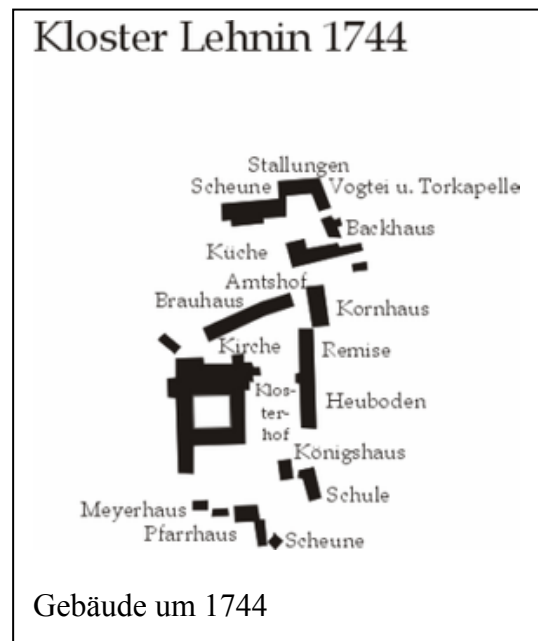 Kloster Lehnin 1744
Stallungen
Scheune
Vogtei u. Torkapelle
Backhaus
Küche
Amtshof
Brauhaus
Kornhaus
Kirche
Remise
Klos-
ter-
hof
Heuboden
Königshaus
Schule
Meyerhaus
Pfarrhaus
Scheune
Gebäude um 1744